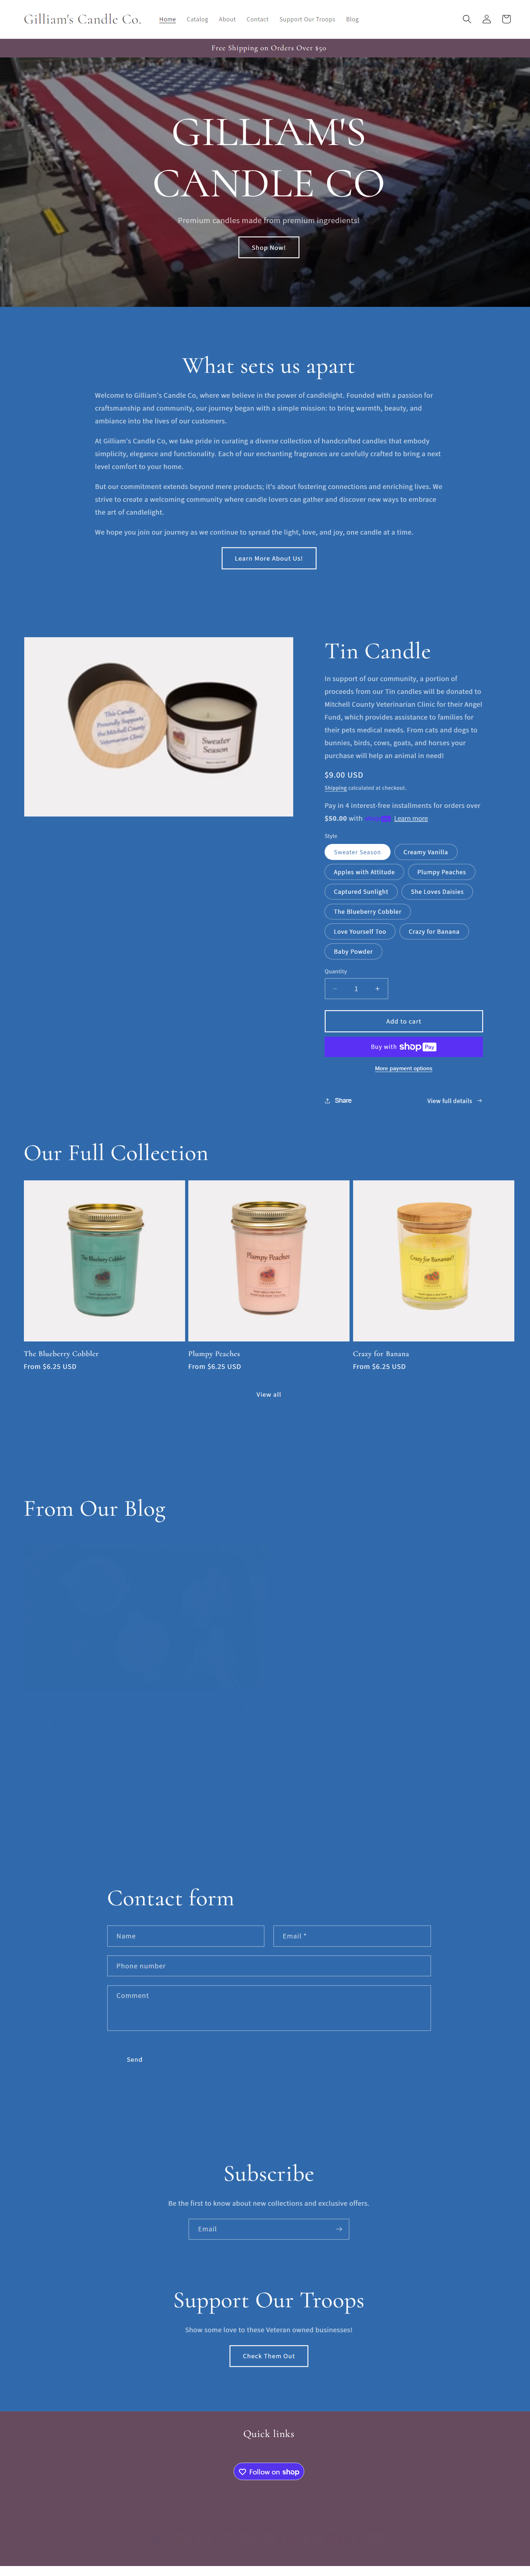 Gilliam's Candle Co.
Home
Catalog
About
Contact
Support Our Troops
Blog
Free Shipping on Orders Over $50
GILLIAM'S
CANDLE CO
Premium candles made from premium ingredients!
Shop Now!
What sets us apart
Welcome to Gilliam's Candle Co, where we believe in the power of candlelight. Founded with a passion for
craftsmanship and community, our journey began with a simple mission: to bring warmth, beauty, and
ambiance into the lives of our customers.
At Gilliam's Candle Co, we take pride in curating a diverse collection of handcrafted candles that embody
simplicity, elegance and functionality. Each of our enchanting fragrances are carefully crafted to bring a next
level comfort to your home.
But our commitment extends beyond mere products; it's about fostering connections and enriching lives. We
strive to create a welcoming community where candle lovers can gather and discover new ways to embrace
the art of candlelight.
We hope you join our journey as we continue to spread the light, love, and joy, one candle at a time.
Learn More About Us!
This Candle
Proudly Supports
the Mitchell County
Veterinarian Clinic
Sweater
Season
Tin Candle
In support of our community, a portion of
proceeds from our Tin candles will be donated to
Mitchell County Veterinarian Clinic for their Angel
Fund, which provides assistance to families for
their pets medical needs. From cats and dogs to
bunnies, birds, cows, goats, and horses your
purchase will help an animal in need!
$9.00 USD
Shipping calculated at checkout.
Pay in 4 interest-free installments for orders over
$50.00 with shop Pay Learn more
Style
Sweater Season
Creamy Vanilla
Apples with Attitude
Plumpy Peaches
Captured Sunlight
She Loves Daisies
The Blueberry Cobbler
Love Yourself Too
Crazy for Banana
Baby Powder
Quantity
− 1 +
Add to cart
Buy with shop Pay
More payment options
Share
View full details
Our Full Collection
The Bluebery Cobbler
Plumpy Peaches
Crazy for Bananas!?
The Blueberry Cobbler
From $6.25 USD
Plumpy Peaches
From $6.25 USD
Crazy for Banana
From $6.25 USD
View all
From Our Blog
Contact form
Name
Email *
Phone number
Comment
Send
Subscribe
Be the first to know about new collections and exclusive offers.
Email
Support Our Troops
Show some love to these Veteran owned businesses!
Check Them Out
Quick links
Follow on shop